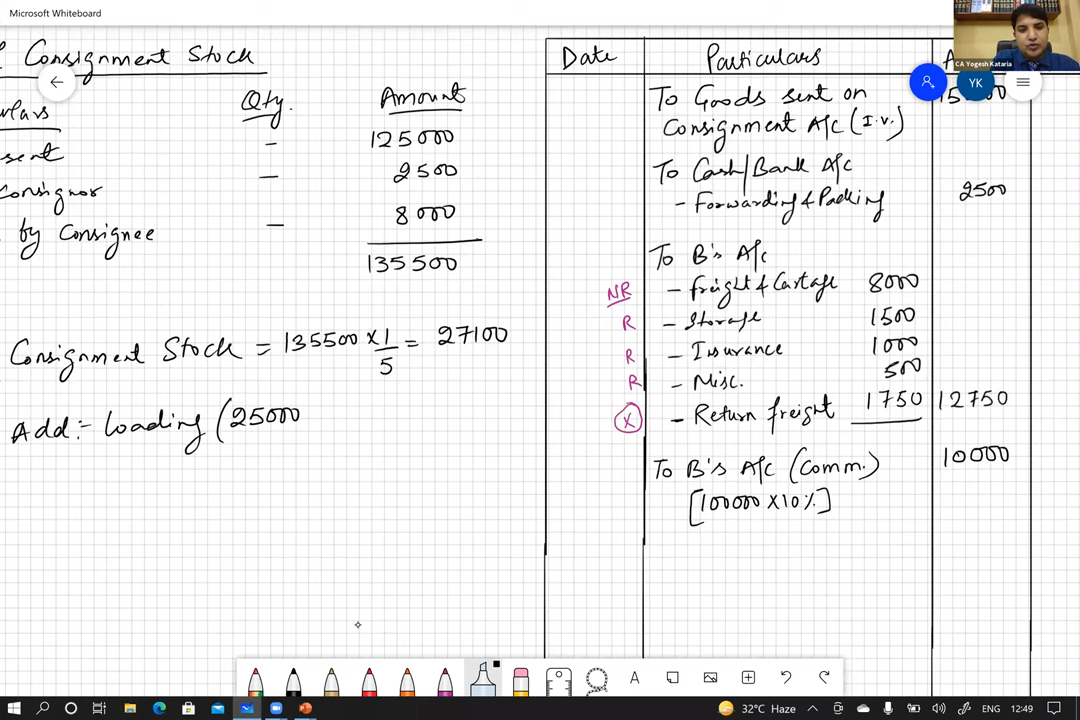 Microsoft Whiteboard
Consignment Stock
Qty. Amount
sent - 125000
Consignor - 2500
by Consignee - 8000
135500
Consignment Stock = 135500 × 1/5 = 27100
Add:- Loading (25000
Date Particulars
To Goods sent on
Consignment A/c (I.v.)
To Cash/Bank A/c
- Forwarding & Packing 2500
To B's A/c
NR - Freight & Cartage 8000
R - Storage 1500
R - Insurance 1000
R - Misc. 500
X - Return freight 1750 12750
To B's A/c (Comm.) 10000
[100000 × 10%]
CA Yogesh Kataria
YK
A
32°C Haze ENG 12:49